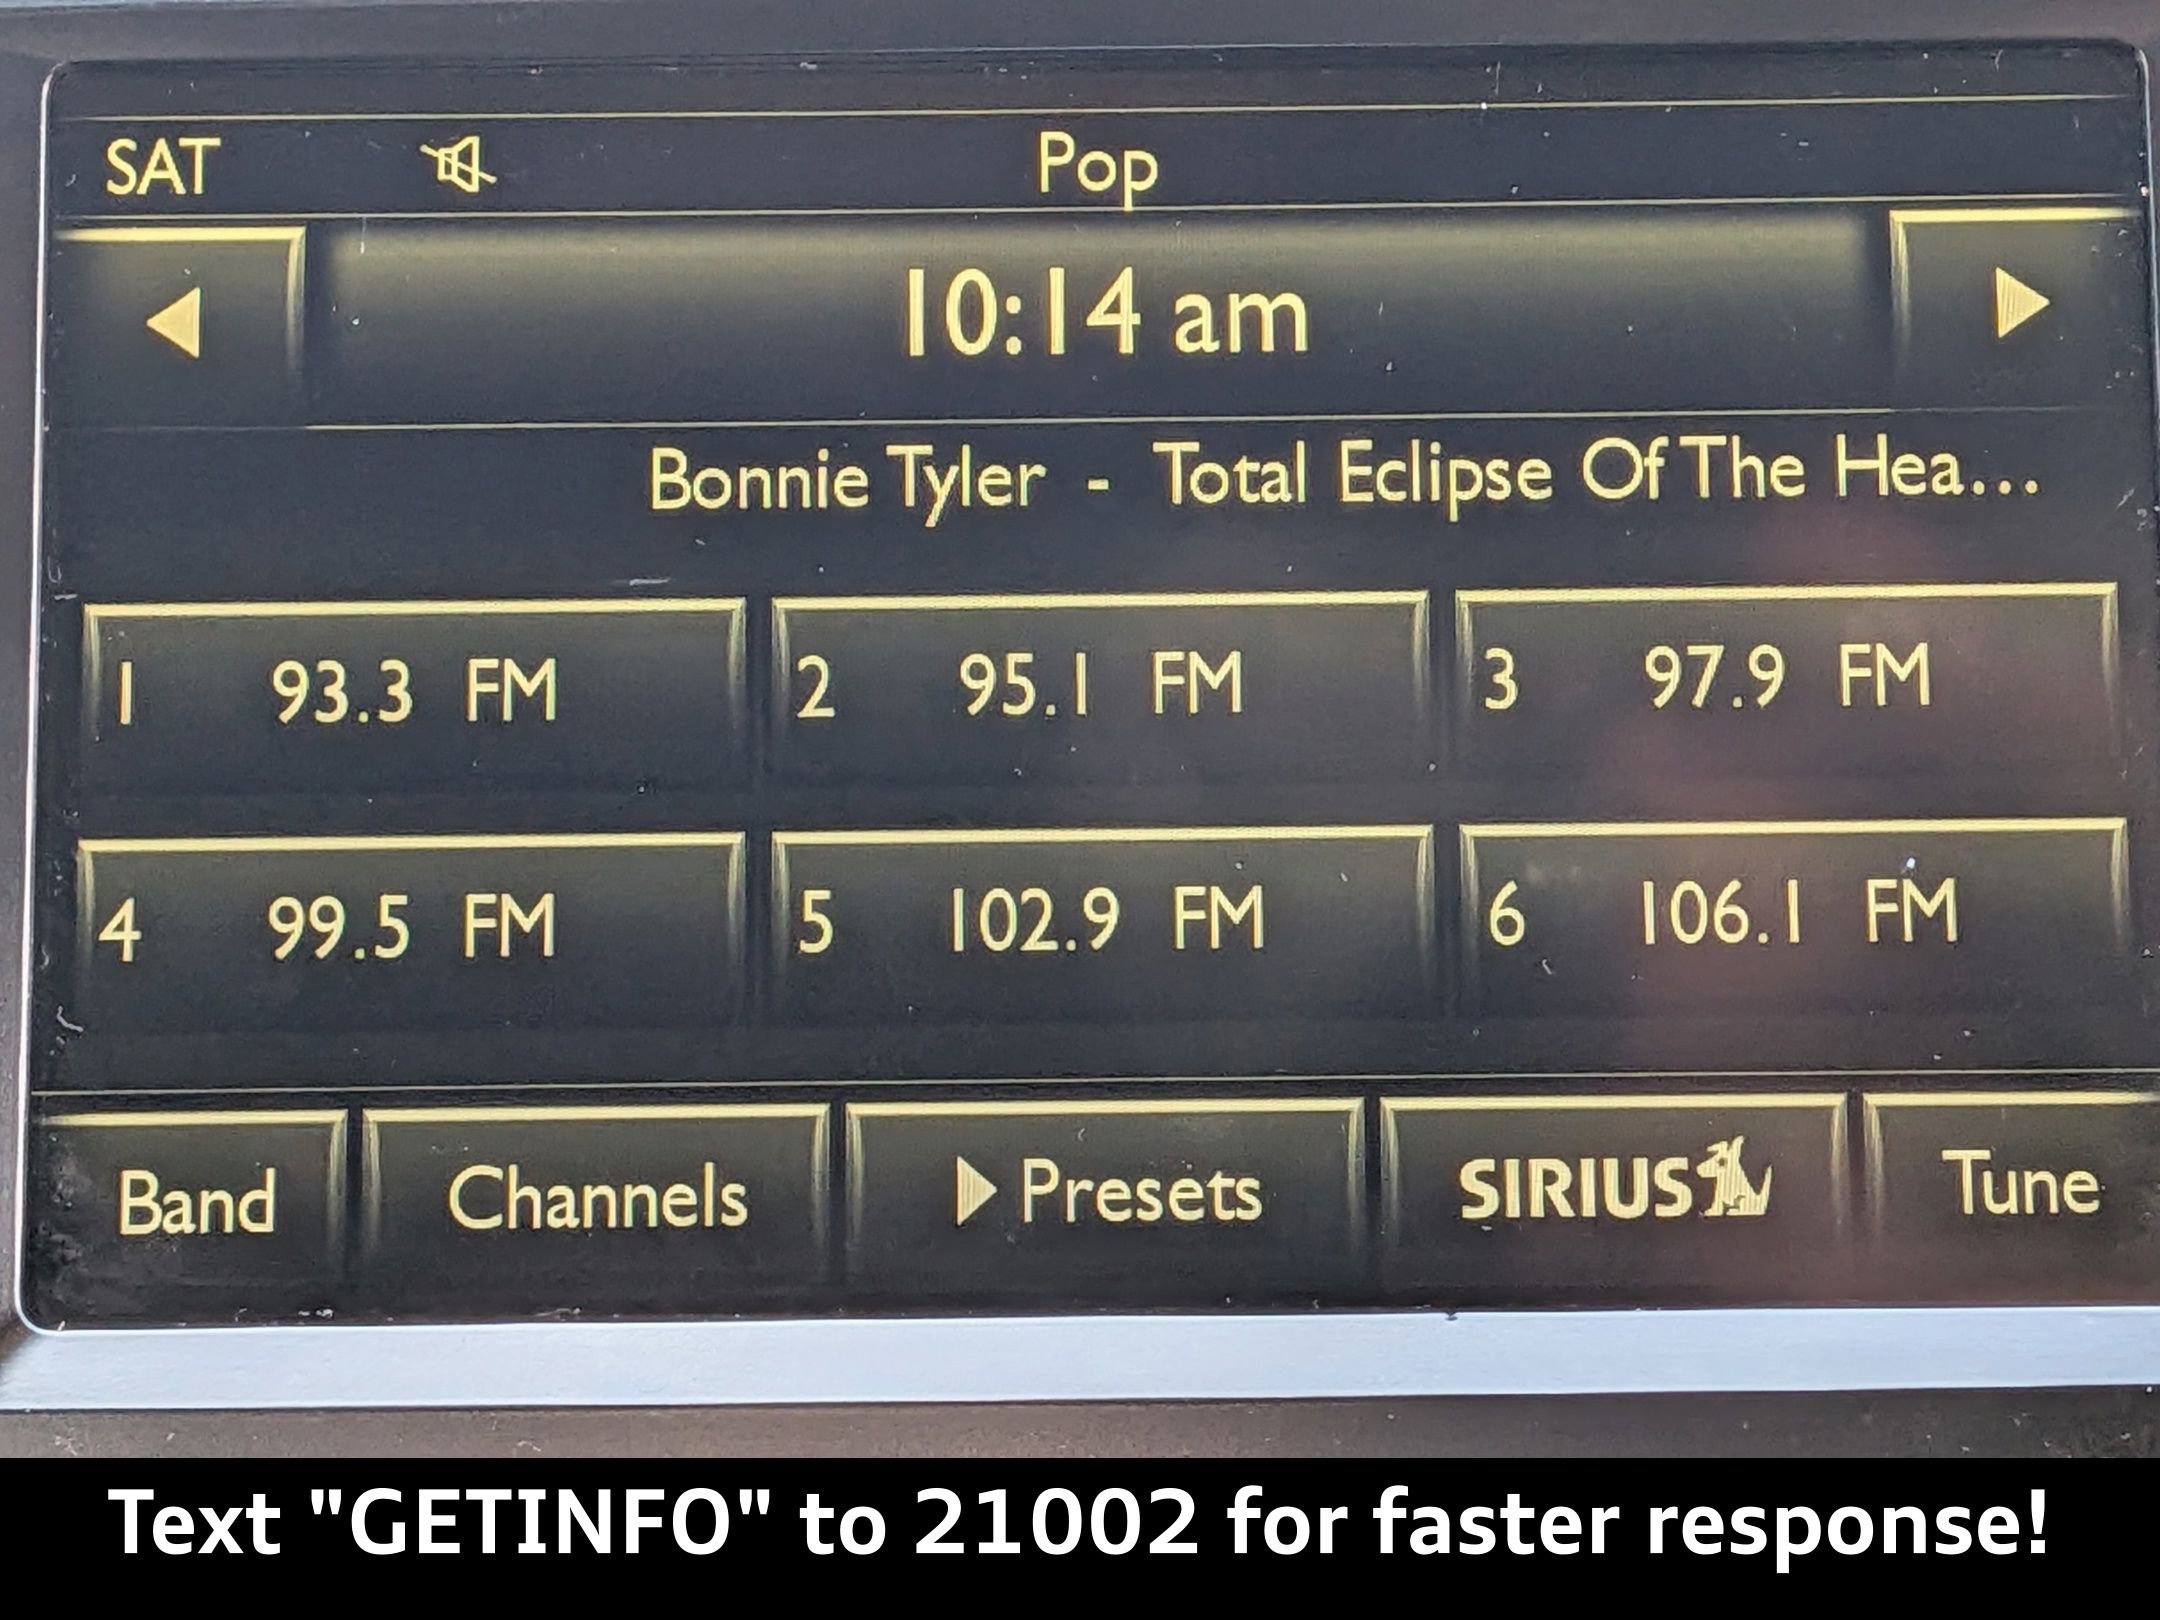 SAT Pop
10:14 am
Bonnie Tyler - Total Eclipse Of The Hea...
1 93.3 FM 2 95.1 FM 3 97.9 FM
4 99.5 FM 5 102.9 FM 6 106.1 FM
Band Channels Presets SIRIUS Tune
Text "GETINFO" to 21002 for faster response!